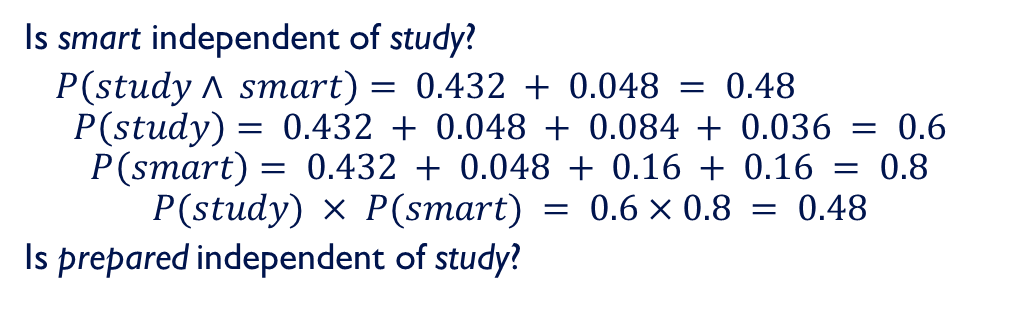 Is smart independent of study?
P(study ∧ smart) = 0.432 + 0.048 = 0.48
P(study) = 0.432 + 0.048 + 0.084 + 0.036 = 0.6
P(smart) = 0.432 + 0.048 + 0.16 + 0.16 = 0.8
P(study) × P(smart) = 0.6 × 0.8 = 0.48
Is prepared independent of study?